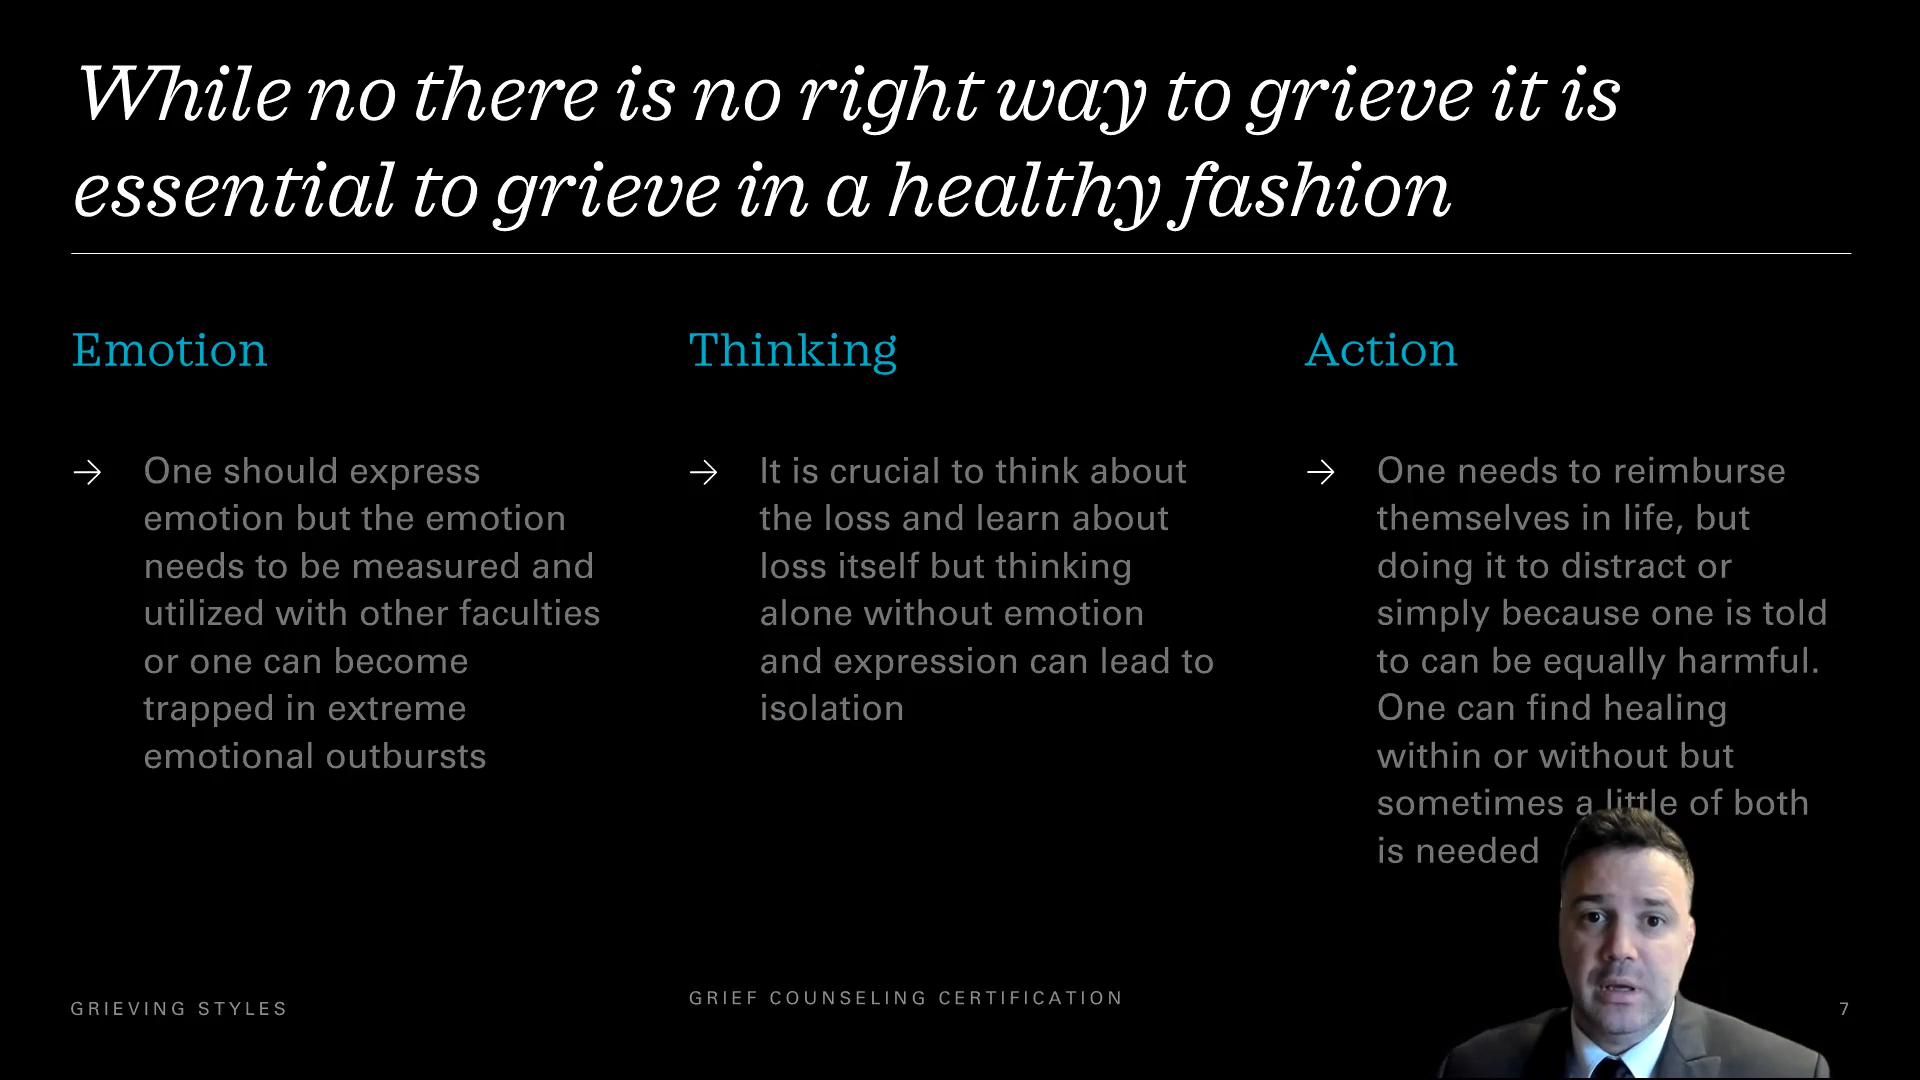 While no there is no right way to grieve it is
essential to grieve in a healthy fashion
Emotion
One should express
emotion but the emotion
needs to be measured and
utilized with other faculties
or one can become
trapped in extreme
emotional outbursts
Thinking
It is crucial to think about
the loss and learn about
loss itself but thinking
alone without emotion
and expression can lead to
isolation
Action
One needs to reimburse
themselves in life, but
doing it to distract or
simply because one is told
to can be equally harmful.
One can find healing
within or without but
sometimes a little of both
is needed
GRIEVING STYLES
GRIEF COUNSELING CERTIFICATION
7